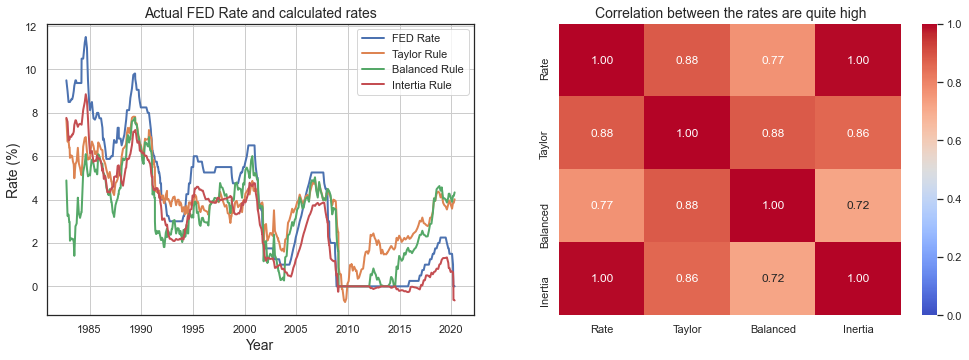 Actual FED Rate and calculated rates
12
10
8
6
4
2
0
Rate (%)
FED Rate
Taylor Rule
Balanced Rule
Intertia Rule
1985 1990 1995 2000 2005 2010 2015 2020
Year
Correlation between the rates are quite high
Rate 1.00 0.88 0.77 1.00
Taylor 0.88 1.00 0.88 0.86
Balanced 0.77 0.88 1.00 0.72
Inertia 1.00 0.86 0.72 1.00
Rate Taylor Balanced Inertia
1.0
0.8
0.6
0.4
0.2
0.0